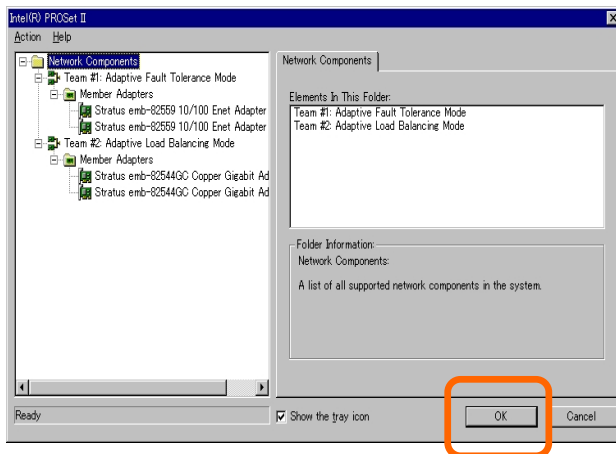 Intel(R) PROSet II
Action Help
Network Components
Team #1: Adaptive Fault Tolerance Mode
Member Adapters
Stratus emb-82559 10/100 Enet Adapter
Stratus emb-82559 10/100 Enet Adapter
Team #2: Adaptive Load Balancing Mode
Member Adapters
Stratus emb-82544GC Copper Gigabit Ad
Stratus emb-82544GC Copper Gigabit Ad
Network Components
Elements In This Folder:
Team #1: Adaptive Fault Tolerance Mode
Team #2: Adaptive Load Balancing Mode
Folder Information:
Network Components:
A list of all supported network components in the system.
Ready
Show the tray icon
OK
Cancel